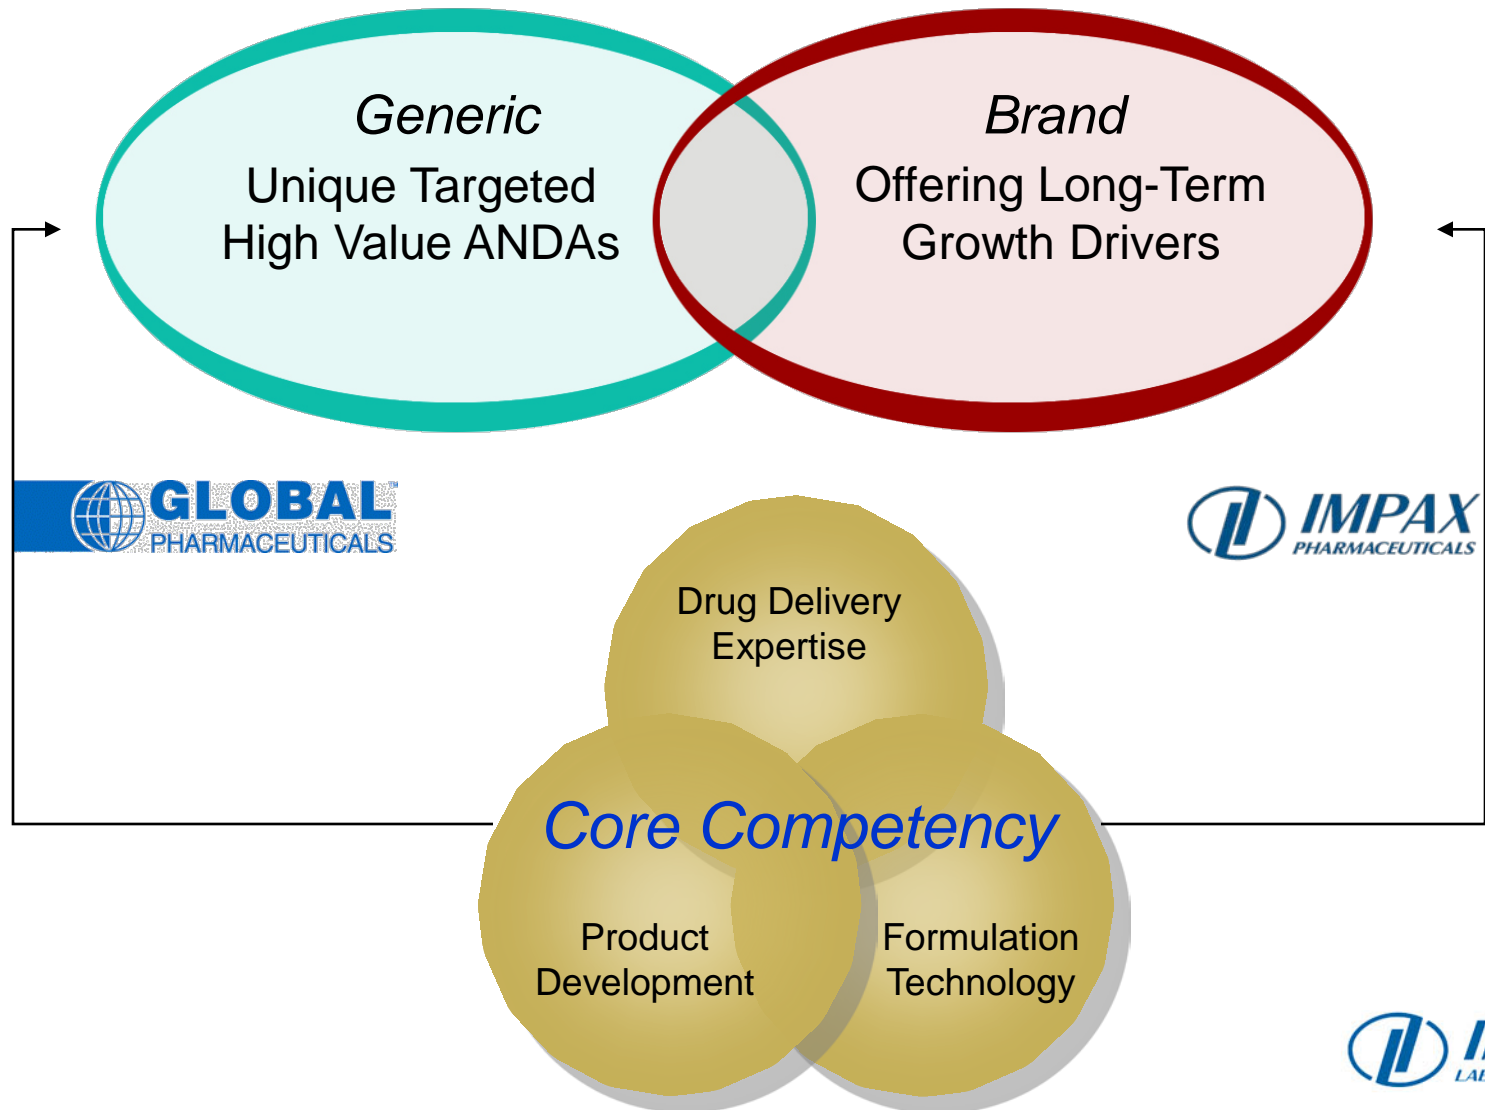 Generic
Unique Targeted
High Value ANDAs
Brand
Offering Long-Term
Growth Drivers
GLOBAL™
PHARMACEUTICALS
IMPAX
PHARMACEUTICALS
Drug Delivery
Expertise
Core Competency
Product
Development
Formulation
Technology